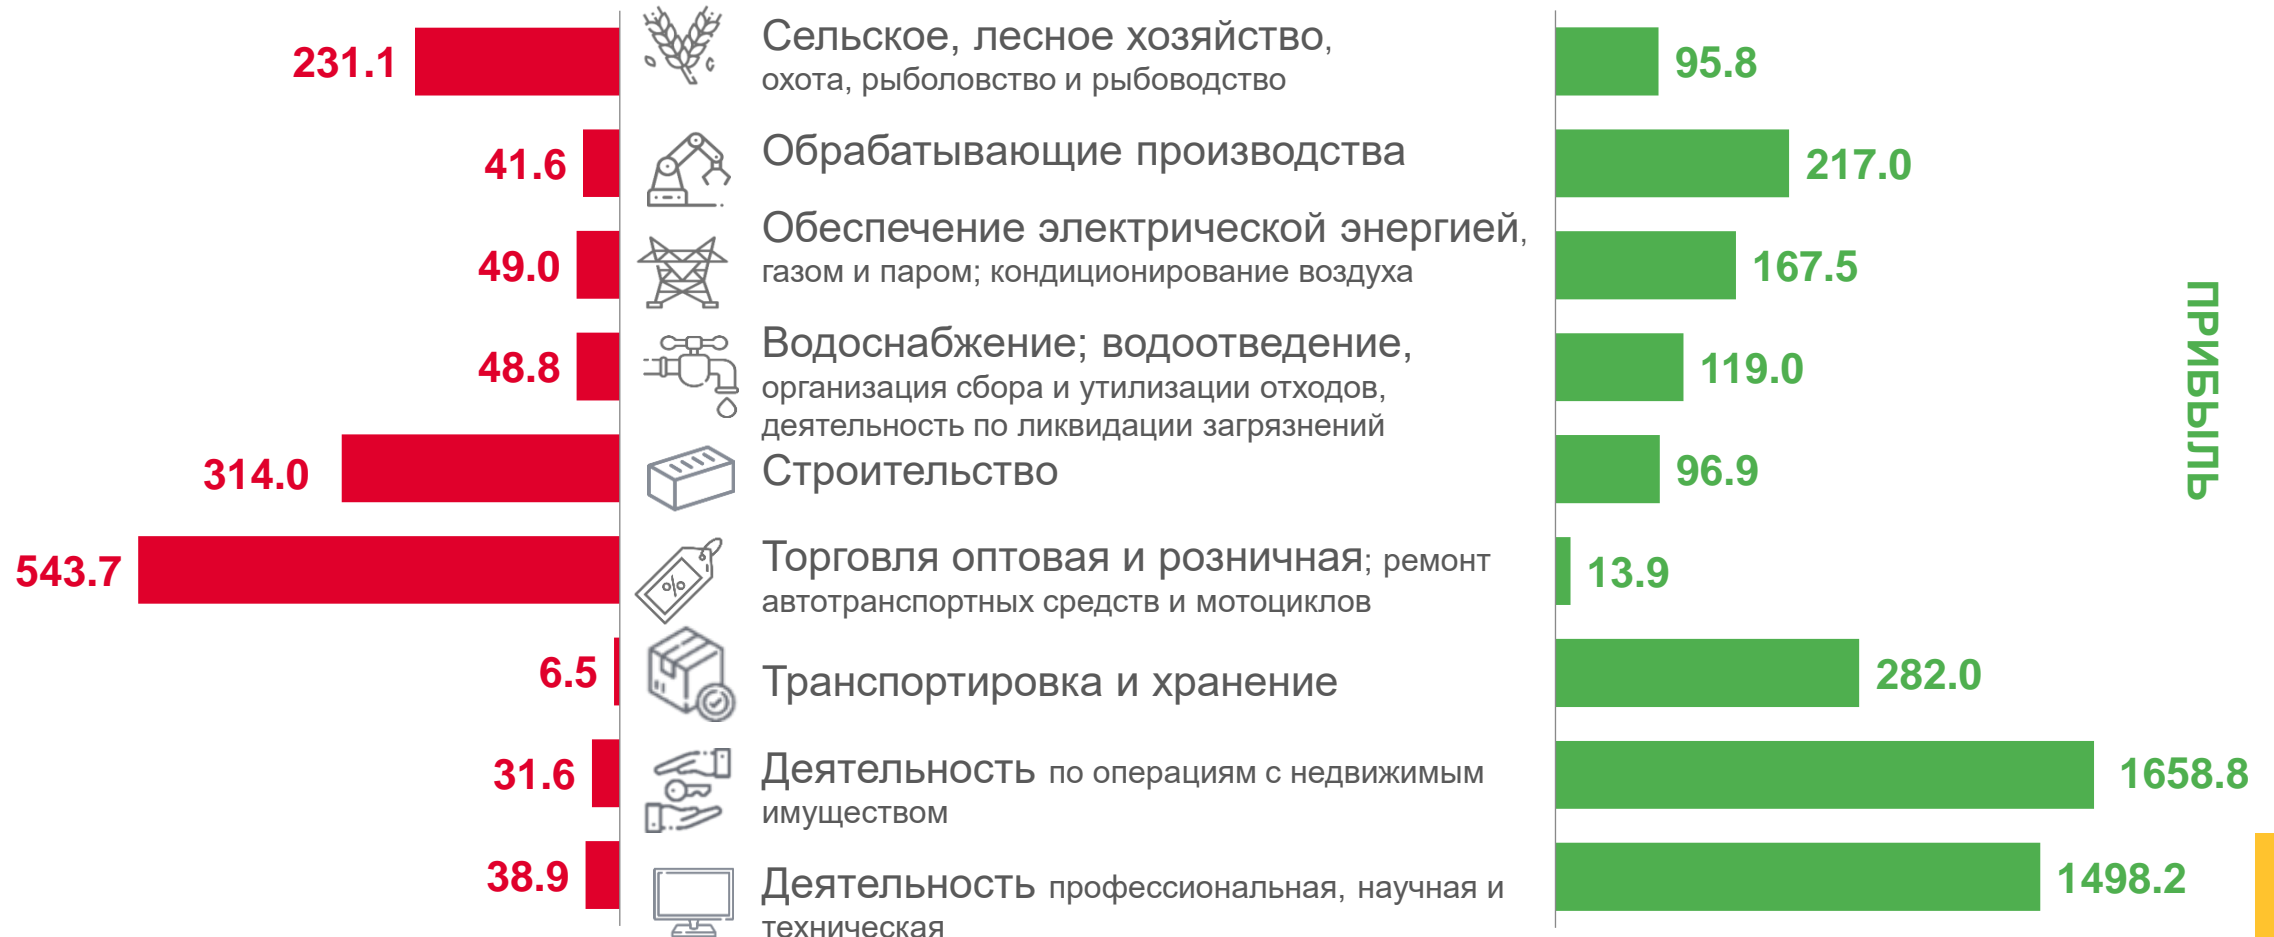 231.1
Сельское, лесное хозяйство,
охота, рыболовство и рыбоводство
95.8
41.6
Обрабатывающие производства
217.0
49.0
Обеспечение электрической энергией,
газом и паром; кондиционирование воздуха
167.5
48.8
Водоснабжение; водоотведение,
организация сбора и утилизации отходов,
деятельность по ликвидации загрязнений
119.0
314.0
Строительство
96.9
543.7
Торговля оптовая и розничная; ремонт
автотранспортных средств и мотоциклов
13.9
6.5
Транспортировка и хранение
282.0
31.6
Деятельность по операциям с недвижимым
имуществом
1658.8
38.9
Деятельность профессиональная, научная и
техническая
1498.2
ПРИБЫЛЬ
%